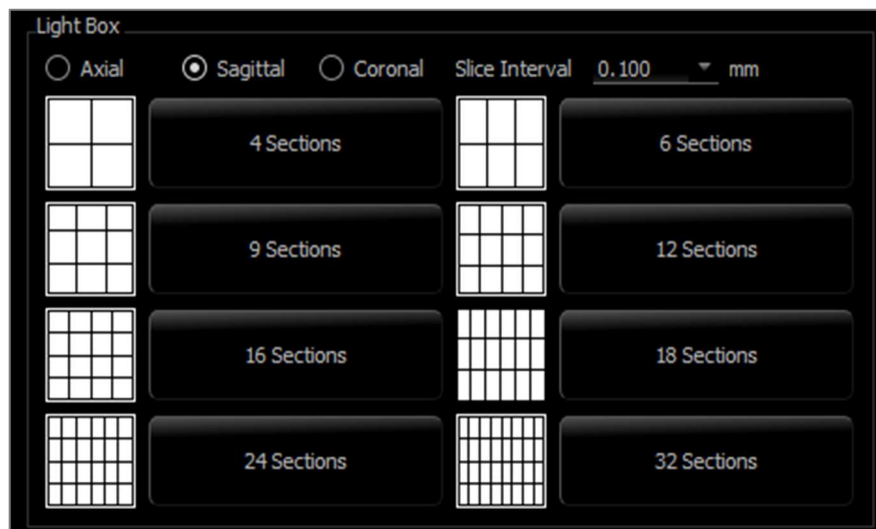 Light Box
Axial Sagittal Coronal Slice Interval 0.100 mm
4 Sections 6 Sections
9 Sections 12 Sections
16 Sections 18 Sections
24 Sections 32 Sections